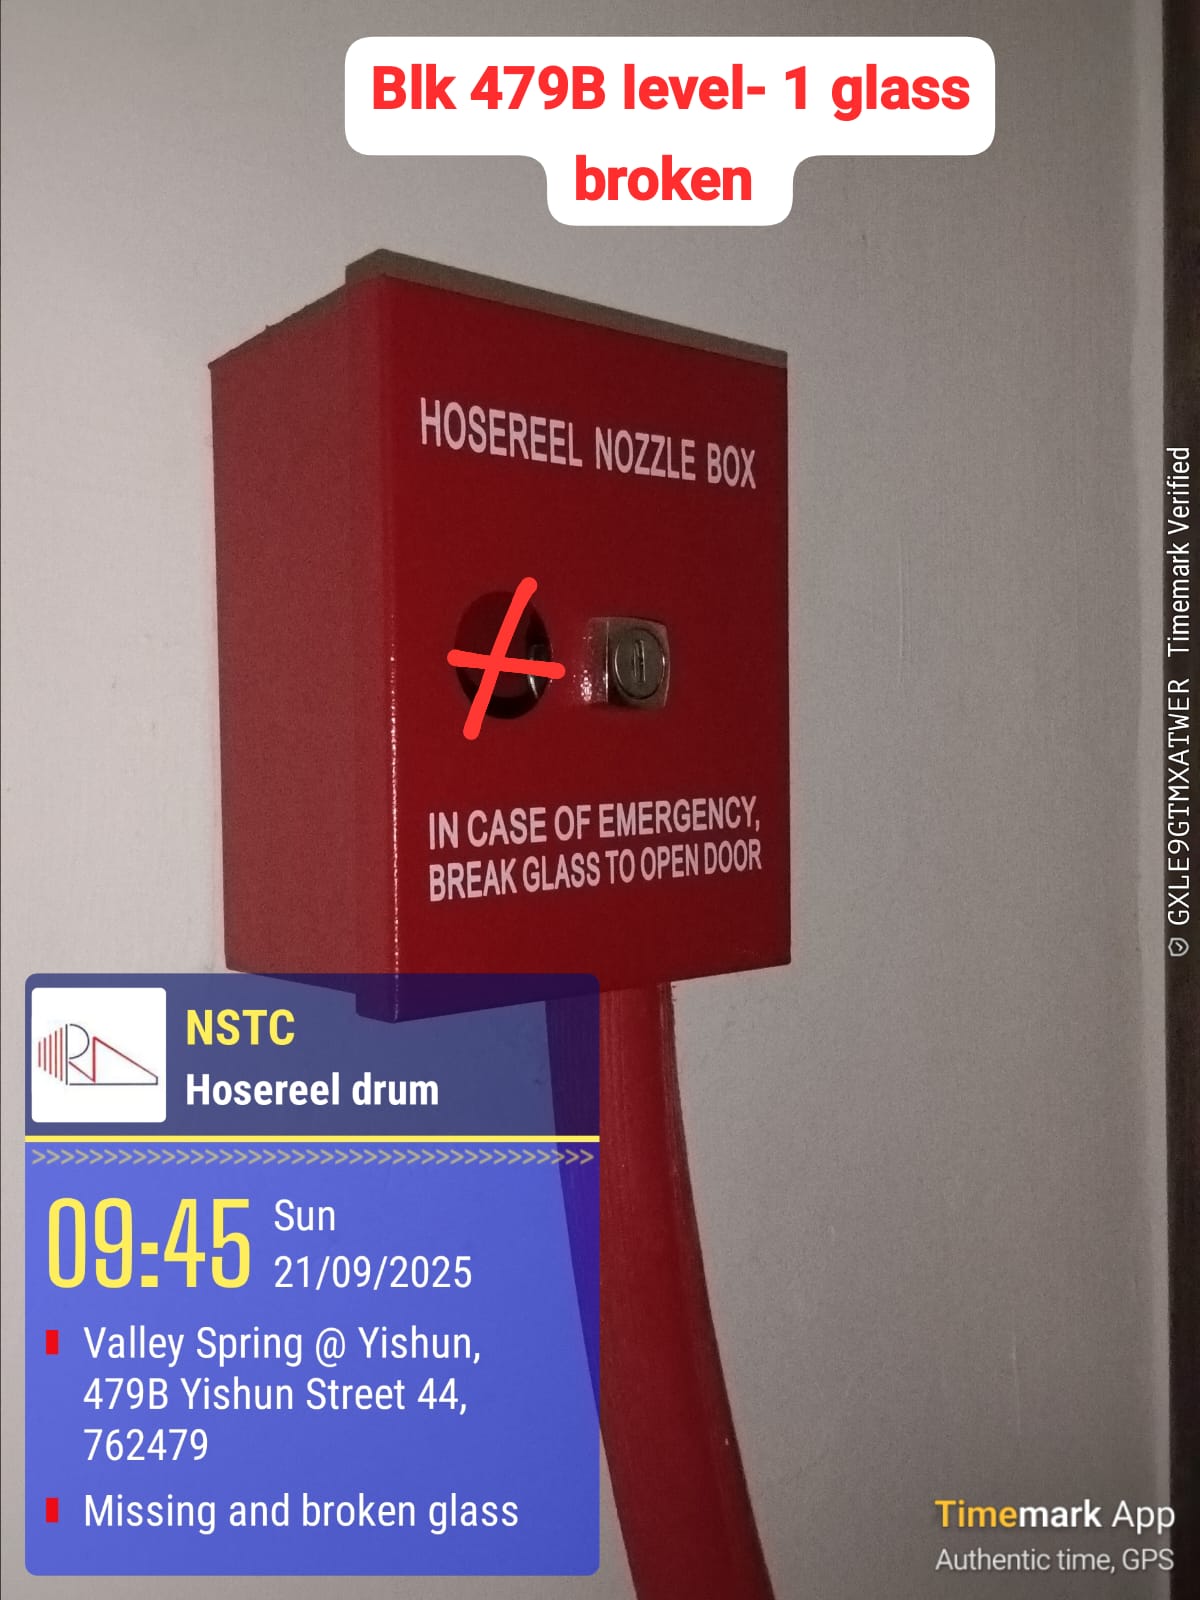 Blk 479B level- 1 glass
broken
HOSEREEL NOZZLE BOX
IN CASE OF EMERGENCY,
BREAK GLASS TO OPEN DOOR
NSTC
Hosereel drum
>>>>>>>>>>>>>>>>>>>>>>>>>>>>>>>>>>>>>>>
09:45
Sun
21/09/2025
Valley Spring @ Yishun,
479B Yishun Street 44,
762479
Missing and broken glass
Timemark App
Authentic time, GPS
GXLE9GTMXATWER Timemark Verified